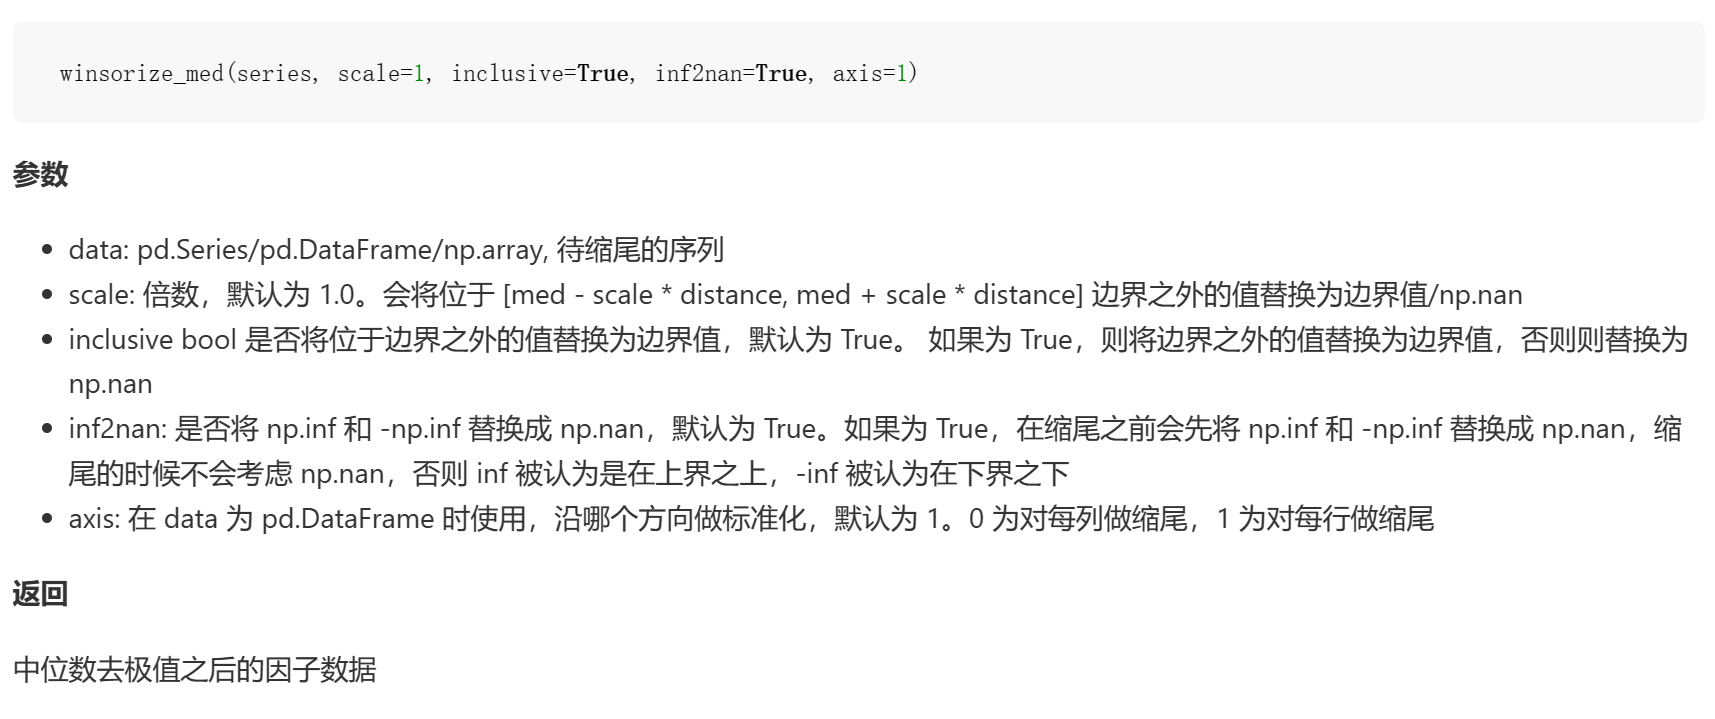 winsorize_med(series, scale=1, inclusive=True, inf2nan=True, axis=1)
参数
• data: pd.Series/pd.DataFrame/np.array, 待缩尾的序列
• scale: 倍数，默认为 1.0。会将位于 [med - scale * distance, med + scale * distance] 边界之外的值替换为边界值/np.nan
• inclusive bool 是否将位于边界之外的值替换为边界值，默认为 True。 如果为 True，则将边界之外的值替换为边界值，否则则替换为
np.nan
• inf2nan: 是否将 np.inf 和 -np.inf 替换成 np.nan，默认为 True。如果为 True，在缩尾之前会先将 np.inf 和 -np.inf 替换成 np.nan，缩
尾的时候不会考虑 np.nan，否则 inf 被认为是在上界之上，-inf 被认为在下界之下
• axis: 在 data 为 pd.DataFrame 时使用，沿哪个方向做标准化，默认为 1。0 为对每列做缩尾，1 为对每行做缩尾
返回
中位数去极值之后的因子数据